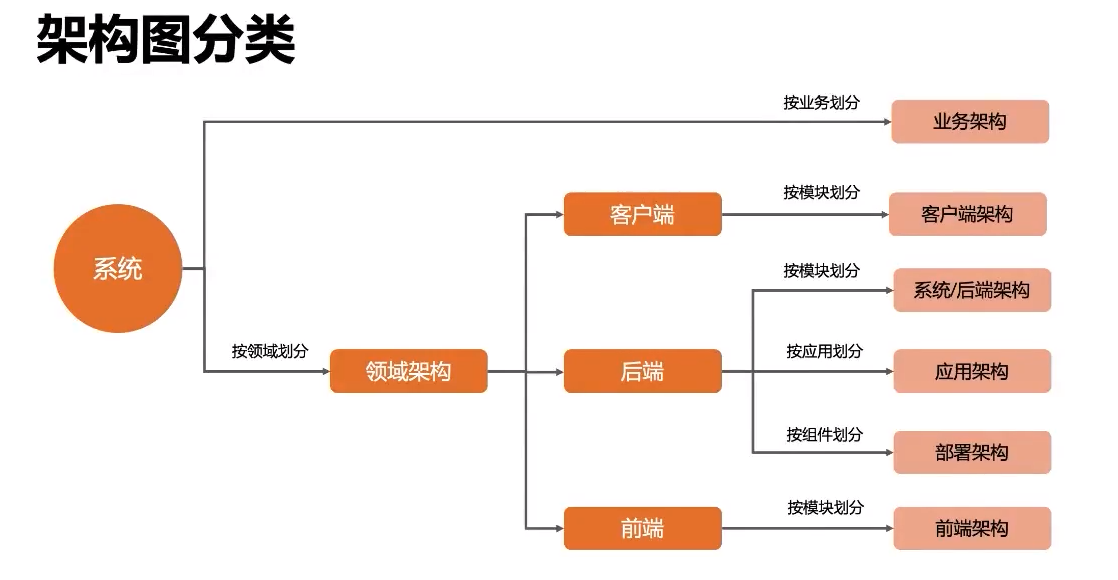 架构图分类
按业务划分
业务架构
客户端
按模块划分
客户端架构
系统
按模块划分
系统/后端架构
按领域划分
领域架构
后端
按应用划分
应用架构
按组件划分
部署架构
前端
按模块划分
前端架构